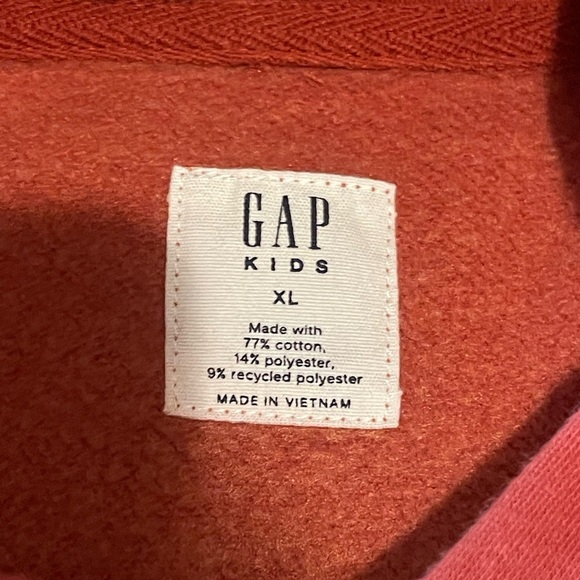 GAP
KIDS
XL
Made with
77% cotton,
14% polyester,
9% recycled polyester
MADE IN VIETNAM